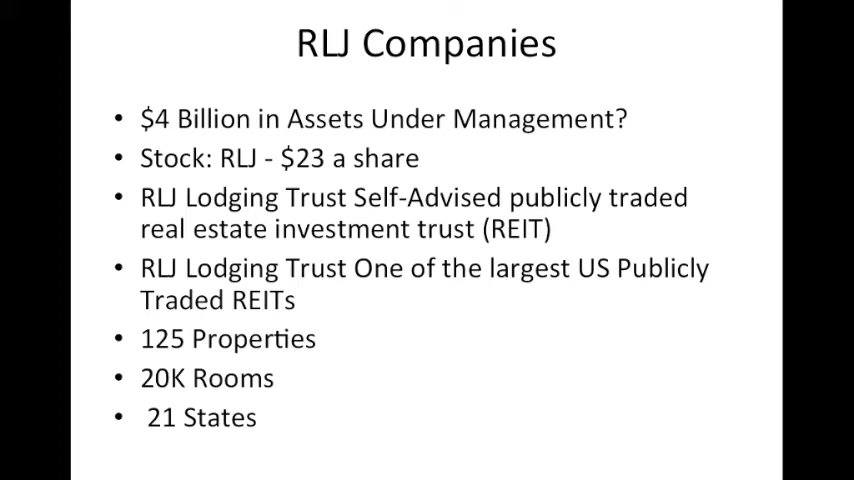 RLJ Companies
• $4 Billion in Assets Under Management?
• Stock: RLJ - $23 a share
• RLJ Lodging Trust Self-Advised publicly traded
real estate investment trust (REIT)
• RLJ Lodging Trust One of the largest US Publicly
Traded REITs
• 125 Properties
• 20K Rooms
• 21 States